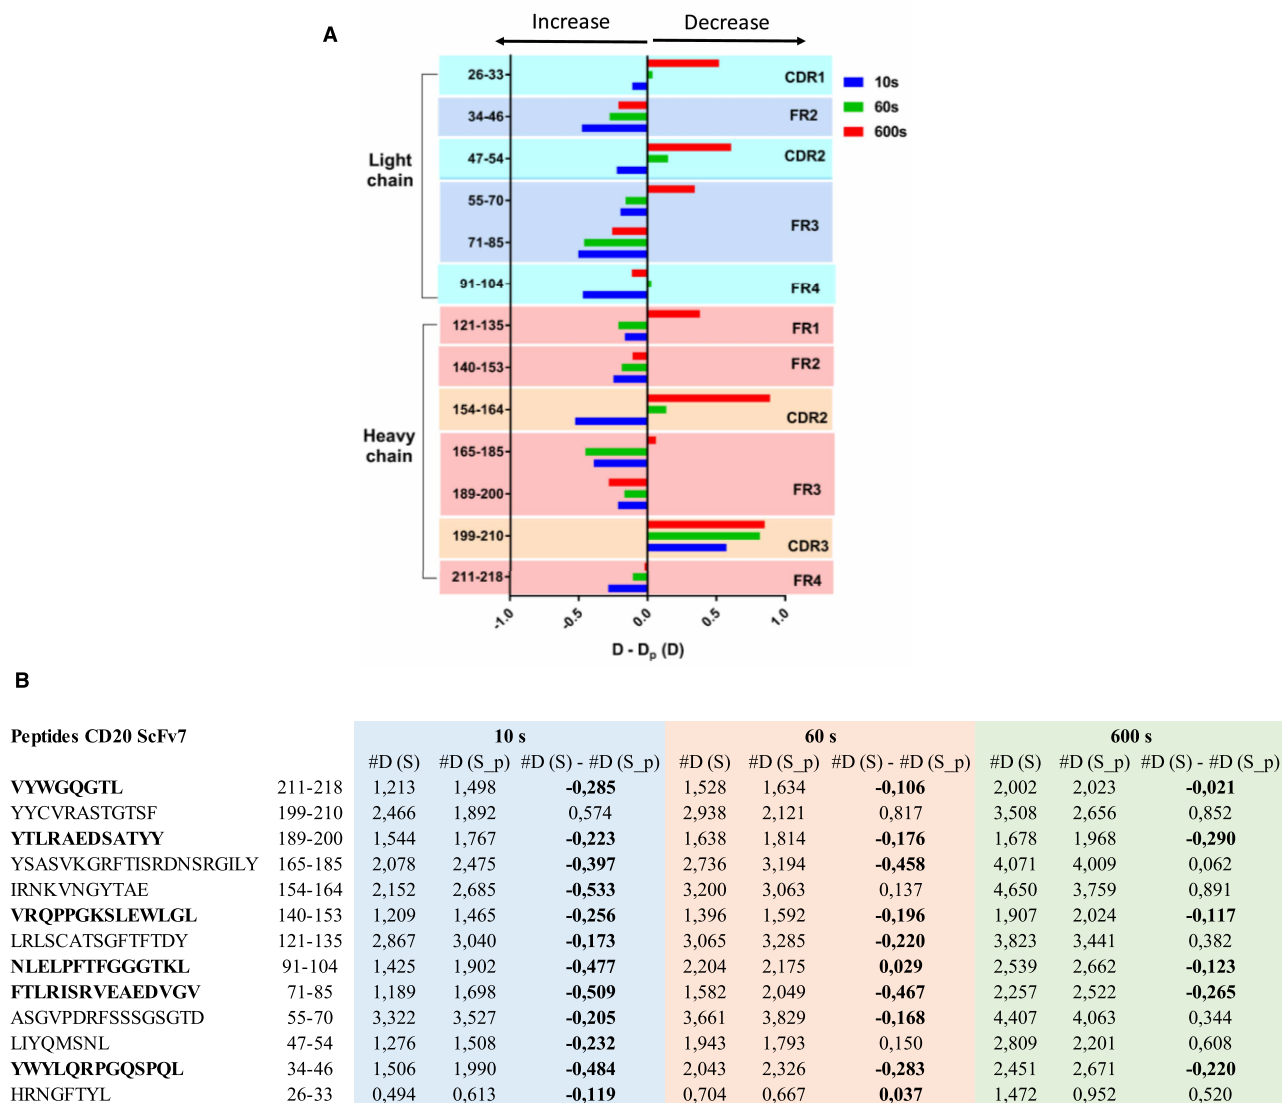 A
Increase Decrease
26-33 CDR1
34-46 FR2
47-54 CDR2
55-70
71-85
FR3
91-104 FR4
121-135 FR1
140-153 FR2
154-164 CDR2
165-185
189-200
FR3
199-210 CDR3
211-218 FR4
Light
chain
Heavy
chain
10s
60s
600s
-1.0 -0.5 0.0 0.5 1.0
D - Dp (D)
B
Peptides CD20 ScFv7 10 s 60 s 600 s
#D (S) #D (S_p) #D (S) - #D (S_p) #D (S) #D (S_p) #D (S) - #D (S_p) #D (S) #D (S_p) #D (S) - #D (S_p)
VYWGQGTL 211-218 1,213 1,498 -0,285 1,528 1,634 -0,106 2,002 2,023 -0,021
YYCVRASTGTSF 199-210 2,466 1,892 0,574 2,938 2,121 0,817 3,508 2,656 0,852
YTLRAEDSATYY 189-200 1,544 1,767 -0,223 1,638 1,814 -0,176 1,678 1,968 -0,290
YSASVKGRFTISRDNSRGILY 165-185 2,078 2,475 -0,397 2,736 3,194 -0,458 4,071 4,009 0,062
IRNKVNGYTAE 154-164 2,152 2,685 -0,533 3,200 3,063 0,137 4,650 3,759 0,891
VRQPPGKSLEWLGL 140-153 1,209 1,465 -0,256 1,396 1,592 -0,196 1,907 2,024 -0,117
LRLSCATSGFTFTDY 121-135 2,867 3,040 -0,173 3,065 3,285 -0,220 3,823 3,441 0,382
NLELPFTFGGGTKL 91-104 1,425 1,902 -0,477 2,204 2,175 0,029 2,539 2,662 -0,123
FTLRISRVEAEDVGV 71-85 1,189 1,698 -0,509 1,582 2,049 -0,467 2,257 2,522 -0,265
ASGVPDRFSSSGSGTD 55-70 3,322 3,527 -0,205 3,661 3,829 -0,168 4,407 4,063 0,344
LIYQMSNL 47-54 1,276 1,508 -0,232 1,943 1,793 0,150 2,809 2,201 0,608
YWYLQRPGQSPQL 34-46 1,506 1,990 -0,484 2,043 2,326 -0,283 2,451 2,671 -0,220
HRNGFTYL 26-33 0,494 0,613 -0,119 0,704 0,667 0,037 1,472 0,952 0,520